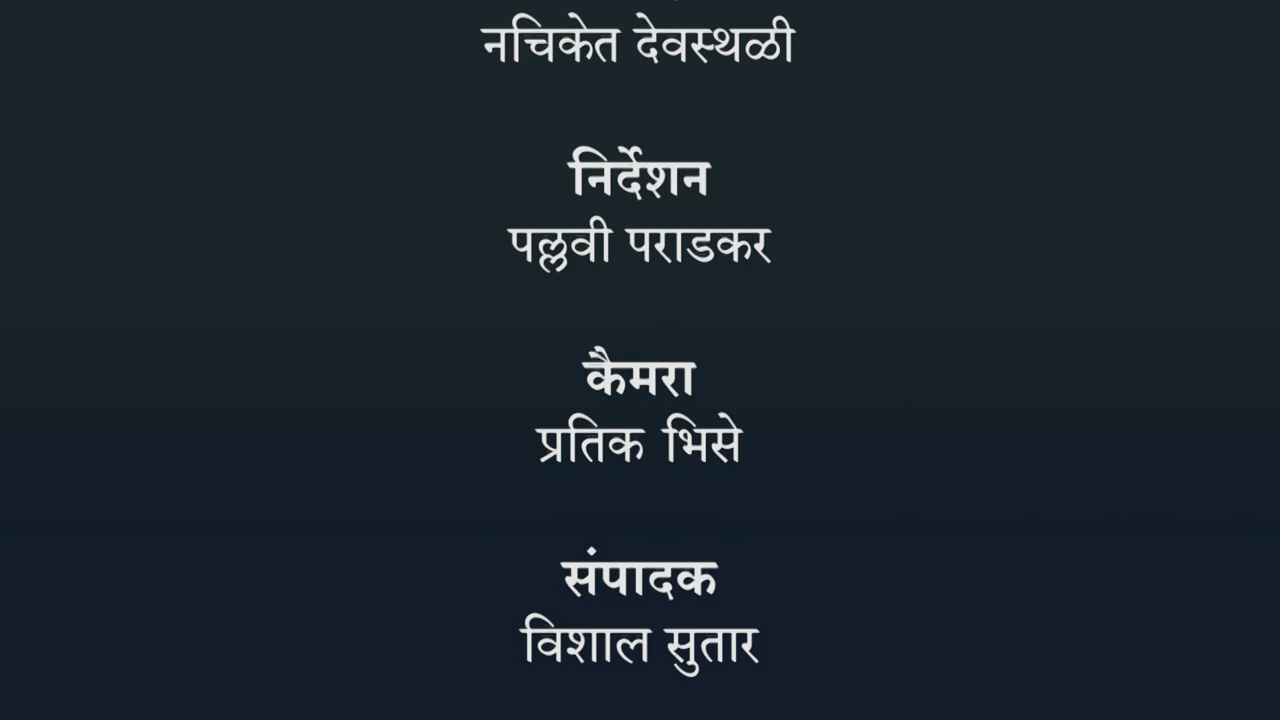 नचिकेत देवस्थळी
निर्देशन
पल्लवी पराडकर
कैमरा
प्रतिक भिसे
संपादक
विशाल सुतार